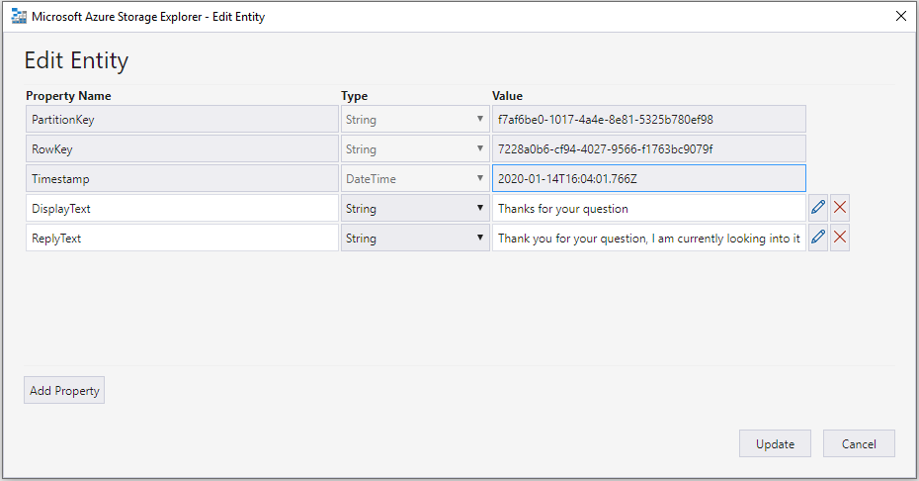 Microsoft Azure Storage Explorer - Edit Entity
Edit Entity
Property Name Type Value
PartitionKey String f7af6be0-1017-4a4e-8e81-5325b780ef98
RowKey String 7228a0b6-cf94-4027-9566-f1763bc9079f
Timestamp DateTime 2020-01-14T16:04:01.766Z
DisplayText String Thanks for your question
ReplyText String Thank you for your question, I am currently looking into it
Add Property
Update Cancel